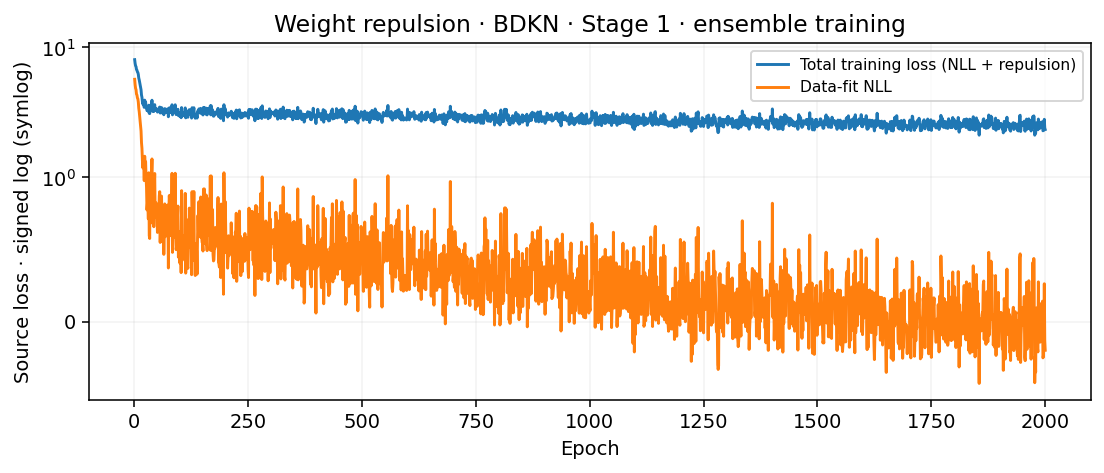 Weight repulsion · BDKN · Stage 1 · ensemble training
Source loss · signed log (symlog)
10¹
10⁰
0
Total training loss (NLL + repulsion)
Data-fit NLL
0 250 500 750 1000 1250 1500 1750 2000
Epoch